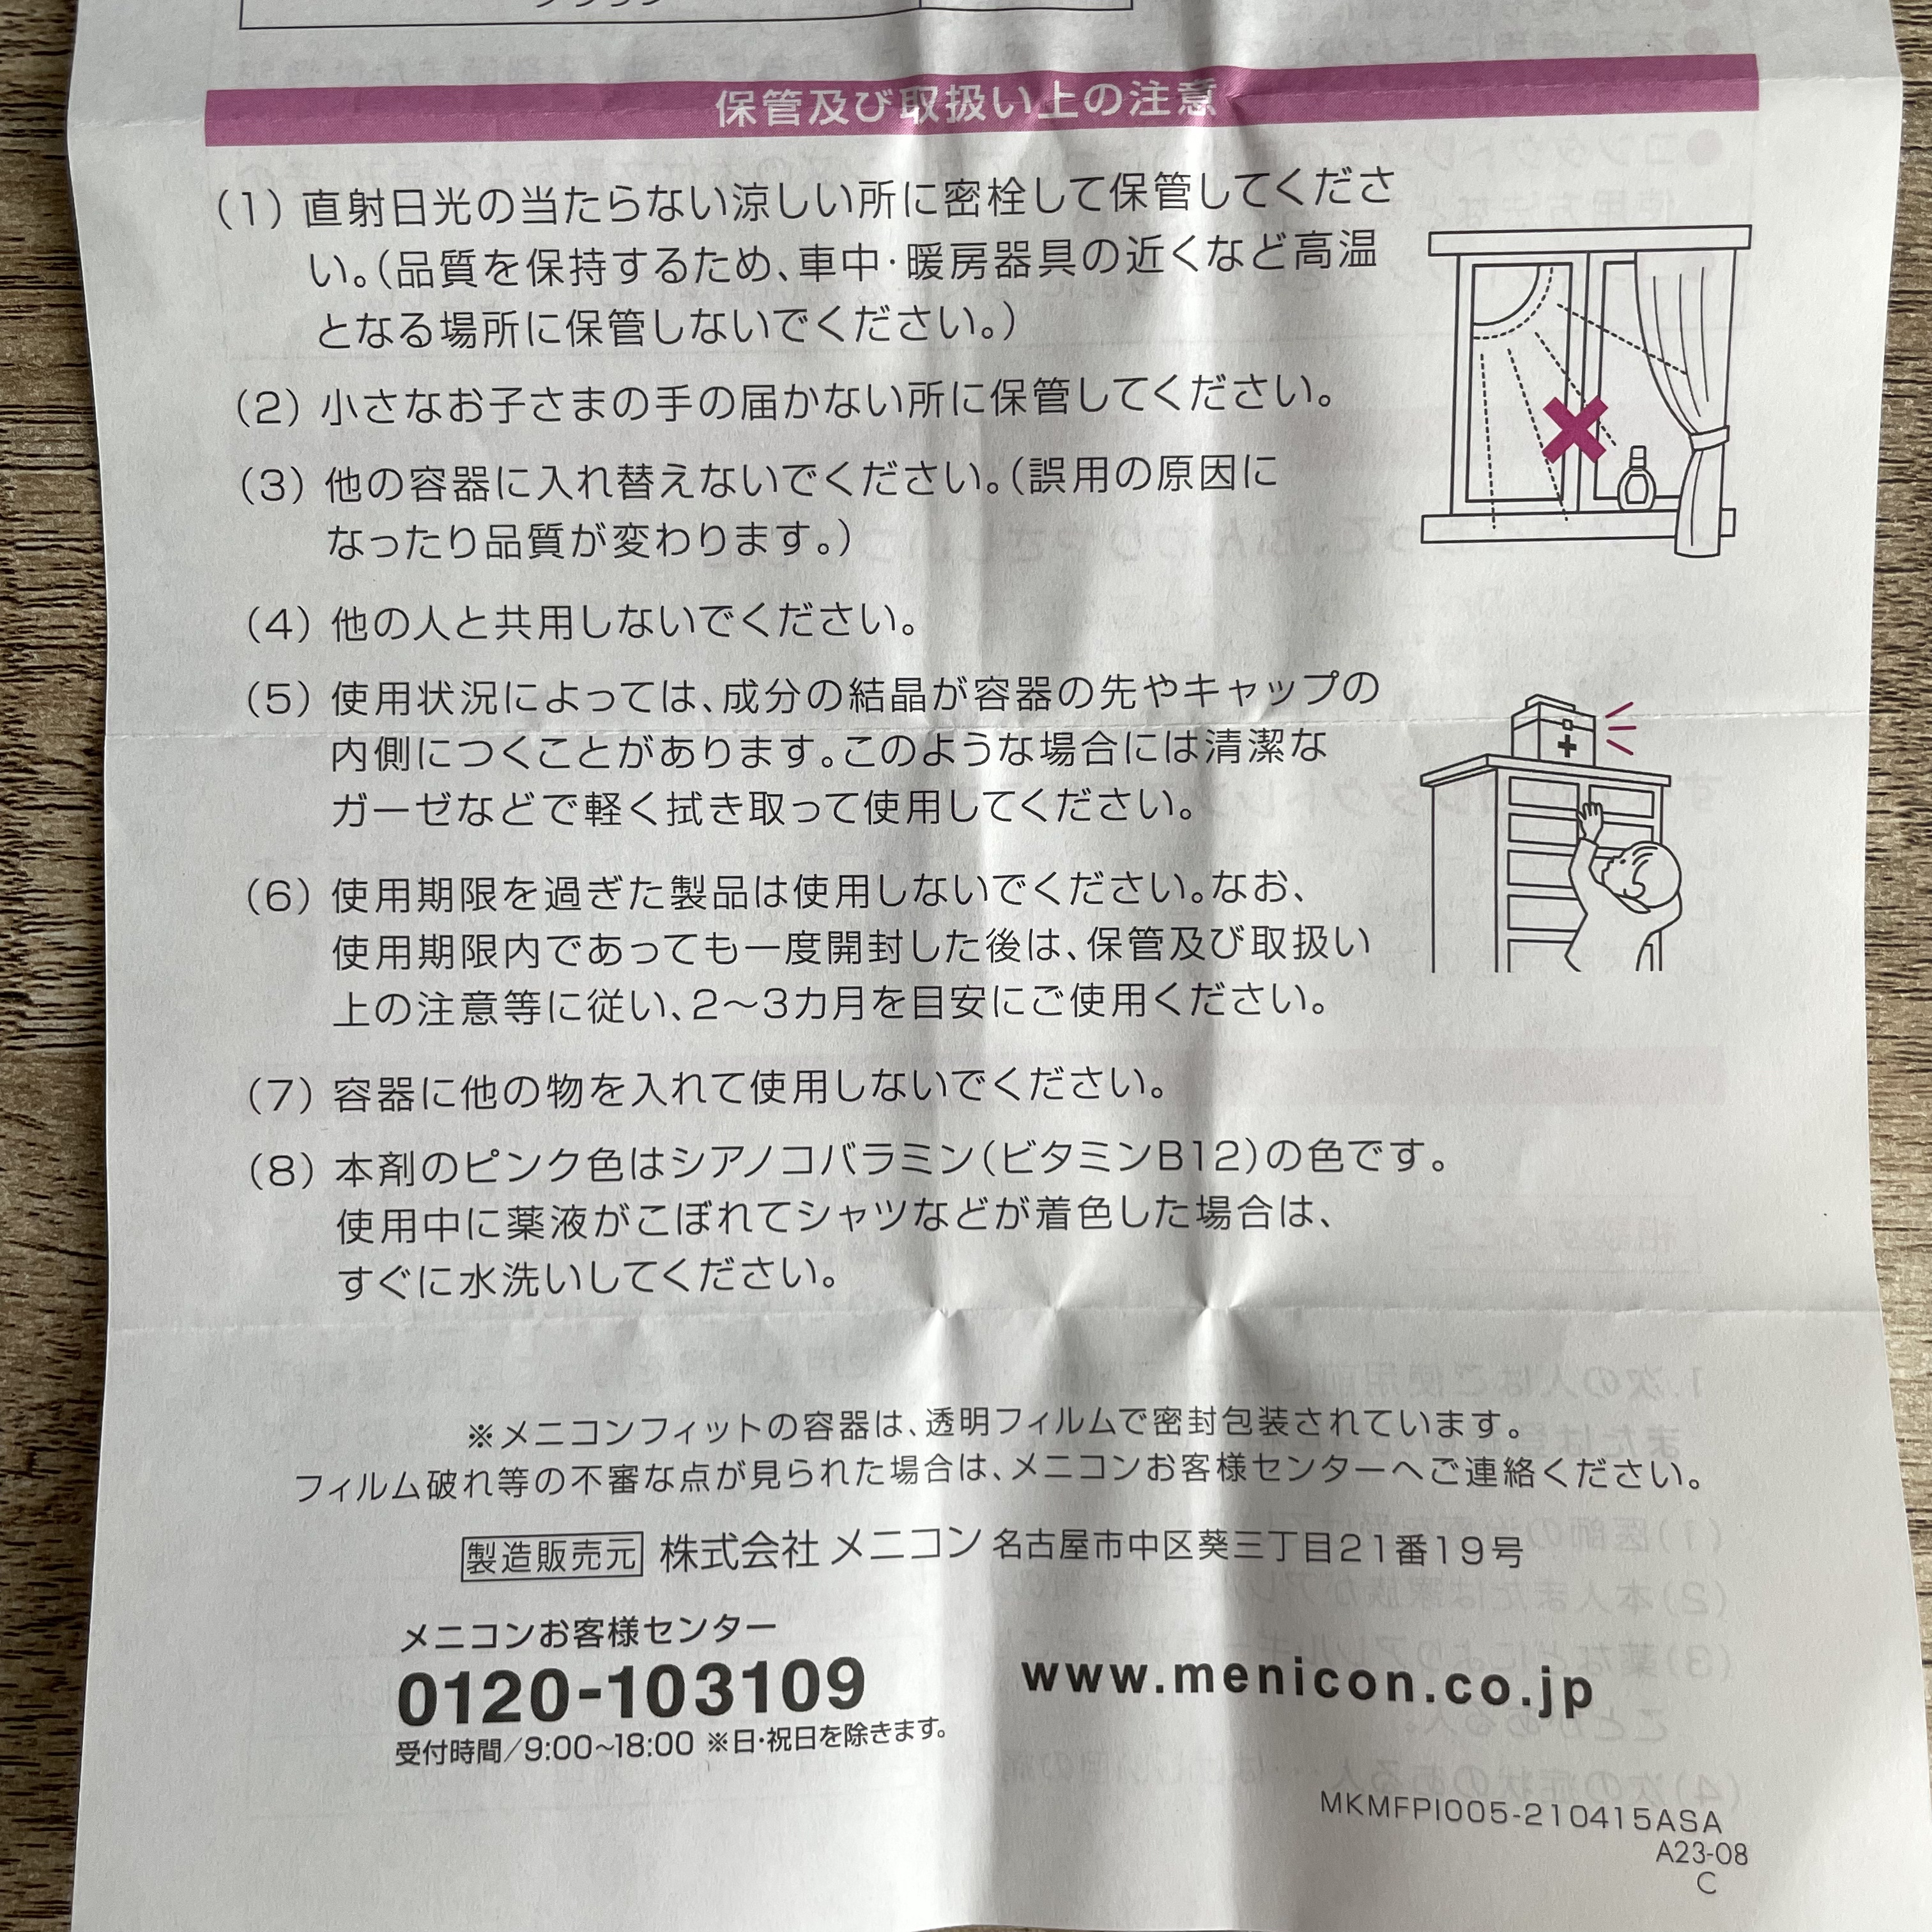 保管及び取扱い上の注意
(1) 直射日光の当たらない涼しい所に密栓して保管してくださ
い。(品質を保持するため、車中・暖房器具の近くなど高温
となる場所に保管しないでください。)
(2) 小さなお子さまの手の届かない所に保管してください。
(3) 他の容器に入れ替えないでください。(誤用の原因に
なったり品質が変わります。)
(4) 他の人と共用しないでください。
(5) 使用状況によっては、成分の結晶が容器の先やキャップの
内側につくことがあります。このような場合には清潔な
ガーゼなどで軽く拭き取って使用してください。
(6) 使用期限を過ぎた製品は使用しないでください。なお、
使用期限内であっても一度開封した後は、保管及び取扱い
上の注意等に従い、2〜3カ月を目安にご使用ください。
(7) 容器に他の物を入れて使用しないでください。
(8) 本剤のピンク色はシアノコバラミン(ビタミンB12)の色です。
使用中に薬液がこぼれてシャツなどが着色した場合は、
すぐに水洗いしてください。
※メニコンフィットの容器は、透明フィルムで密封包装されています。
フィルム破れ等の不審な点が見られた場合は、メニコンお客様センターへご連絡ください。
製造販売元 株式会社 メニコン 名古屋市中区葵三丁目21番19号
メニコンお客様センター
0120-103109
受付時間/9:00~18:00 ※日・祝日を除きます。
www.menicon.co.jp
MKMFPI005-210415ASA
A23-08
C